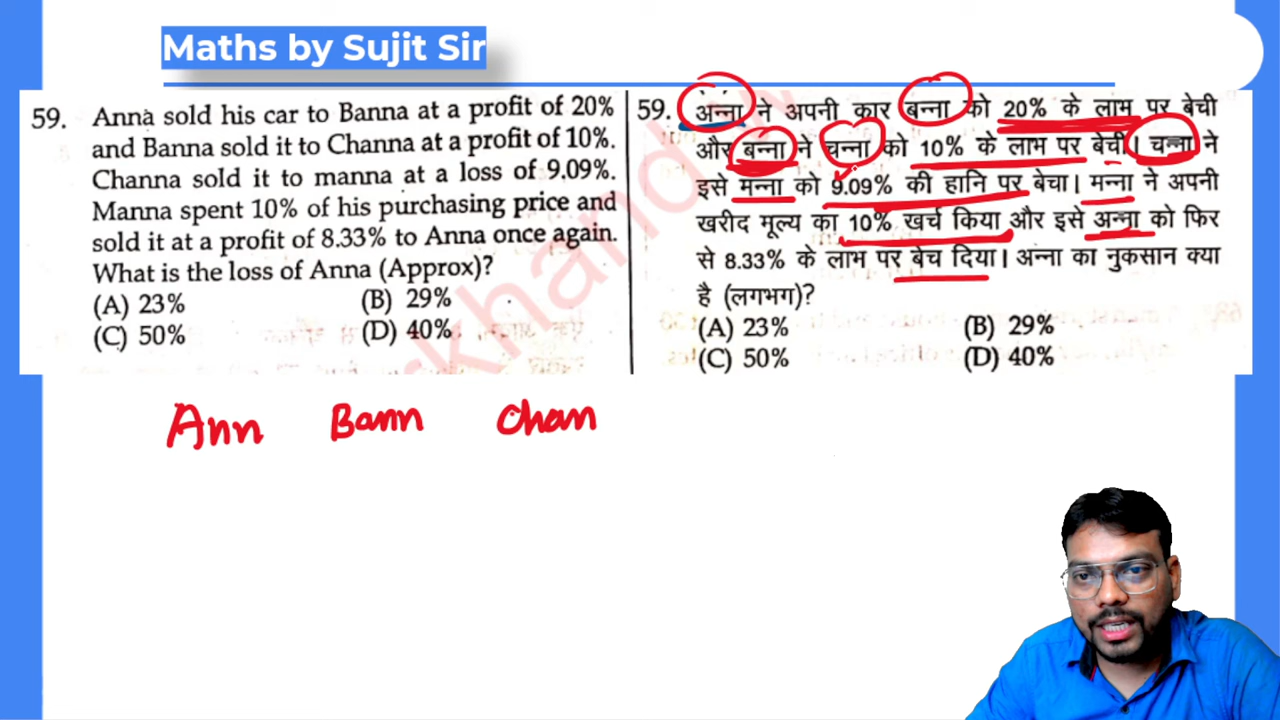 Maths by Sujit Sir
59. Anna sold his car to Banna at a profit of 20%
and Banna sold it to Channa at a profit of 10%.
Channa sold it to manna at a loss of 9.09%.
Manna spent 10% of his purchasing price and
sold it at a profit of 8.33% to Anna once again.
What is the loss of Anna (Approx)?
(A) 23% (B) 29%
(C) 50% (D) 40%
59. अन्ना ने अपनी कार बन्ना को 20% के लाभ पर बेची
और बन्ना ने चन्ना को 10% के लाभ पर बेची। चन्ना ने
इसे मन्ना को 9.09% की हानि पर बेचा। मन्ना ने अपनी
खरीद मूल्य का 10% खर्च किया और इसे अन्ना को फिर
से 8.33% के लाभ पर बेच दिया। अन्ना का नुकसान क्या
है (लगभग)?
(A) 23% (B) 29%
(C) 50% (D) 40%
Ann Bann Chan